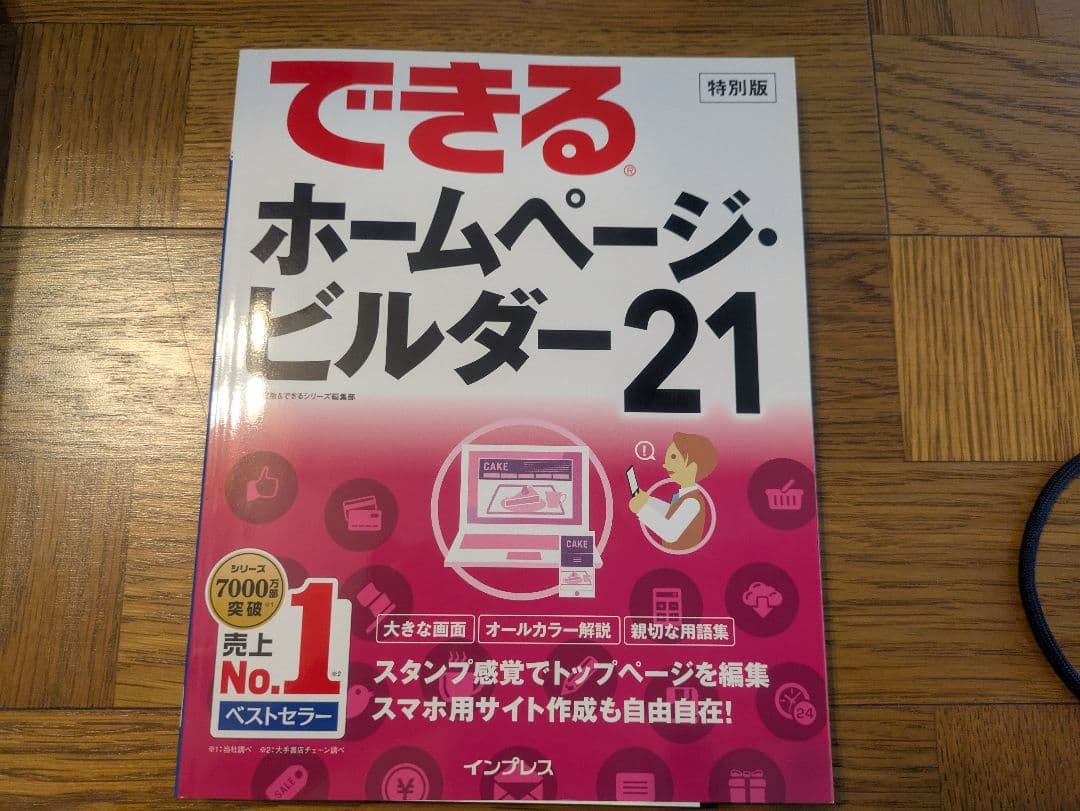 できる®
特別版
ホームページ・
ビルダー21
&できるシリーズ編集部
CAKE
CAKE
シリーズ
7000万部
突破※1
売上
No.1※2
ベストセラー
大きな画面
オールカラー解説
親切な用語集
スタンプ感覚でトップページを編集
スマホ用サイト作成も自由自在!
※1:当社調べ ※2:大手書店チェーン調べ
24
SALE
¥
インプレス